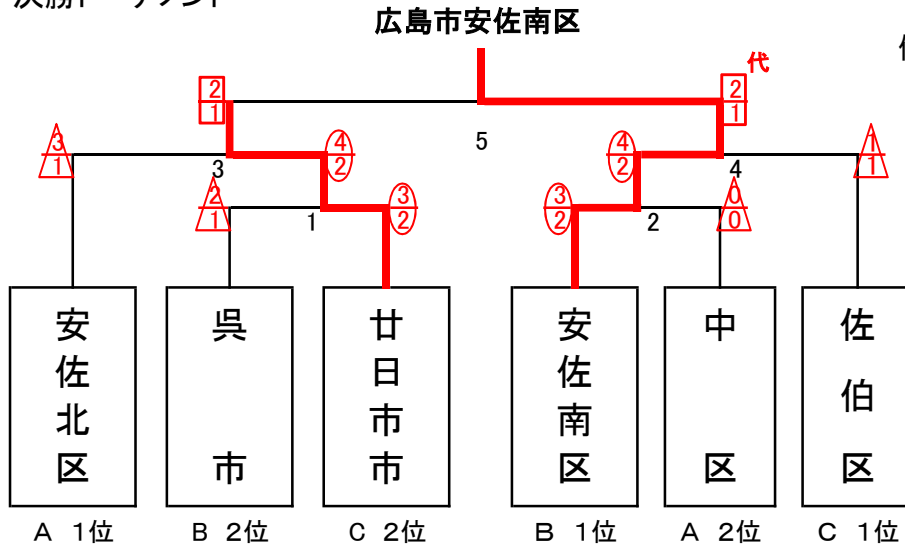 広島市安佐南区
代
2 2
1 1
3 4 4 1
1 2 2 1
3 5 4
2 3 3 0
1 2 2 0
1 2
安佐北区 呉市 廿日市市 安佐南区 中区 佐伯区
A 1位 B 2位 C 2位 B 1位 A 2位 C 1位